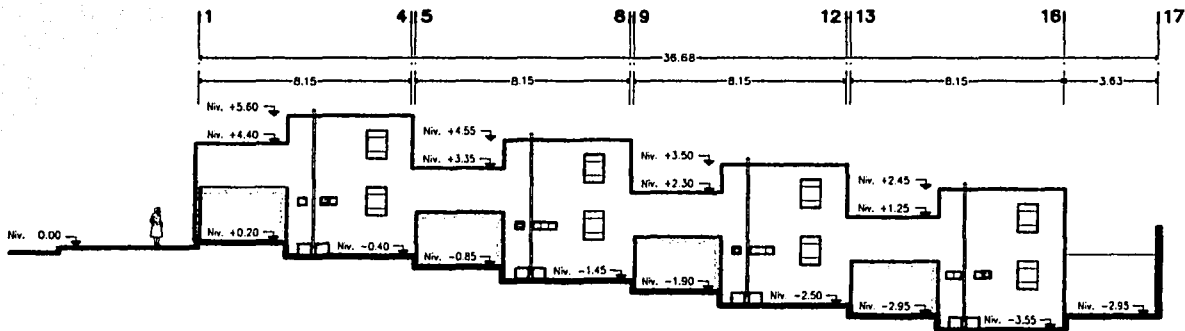 1 4 5 8 9 12 13 16 17
36.68
8.15 8.15 8.15 8.15 3.63
Niv. +5.60
Niv. +4.40
Niv. +4.55
Niv. +3.35
Niv. +3.50
Niv. +2.30
Niv. +2.45
Niv. +1.25
Niv. 0.00
Niv. +0.20
Niv. -0.40
Niv. -0.85
Niv. -1.45
Niv. -1.90
Niv. -2.50
Niv. -2.95
Niv. -3.55
Niv. -2.95